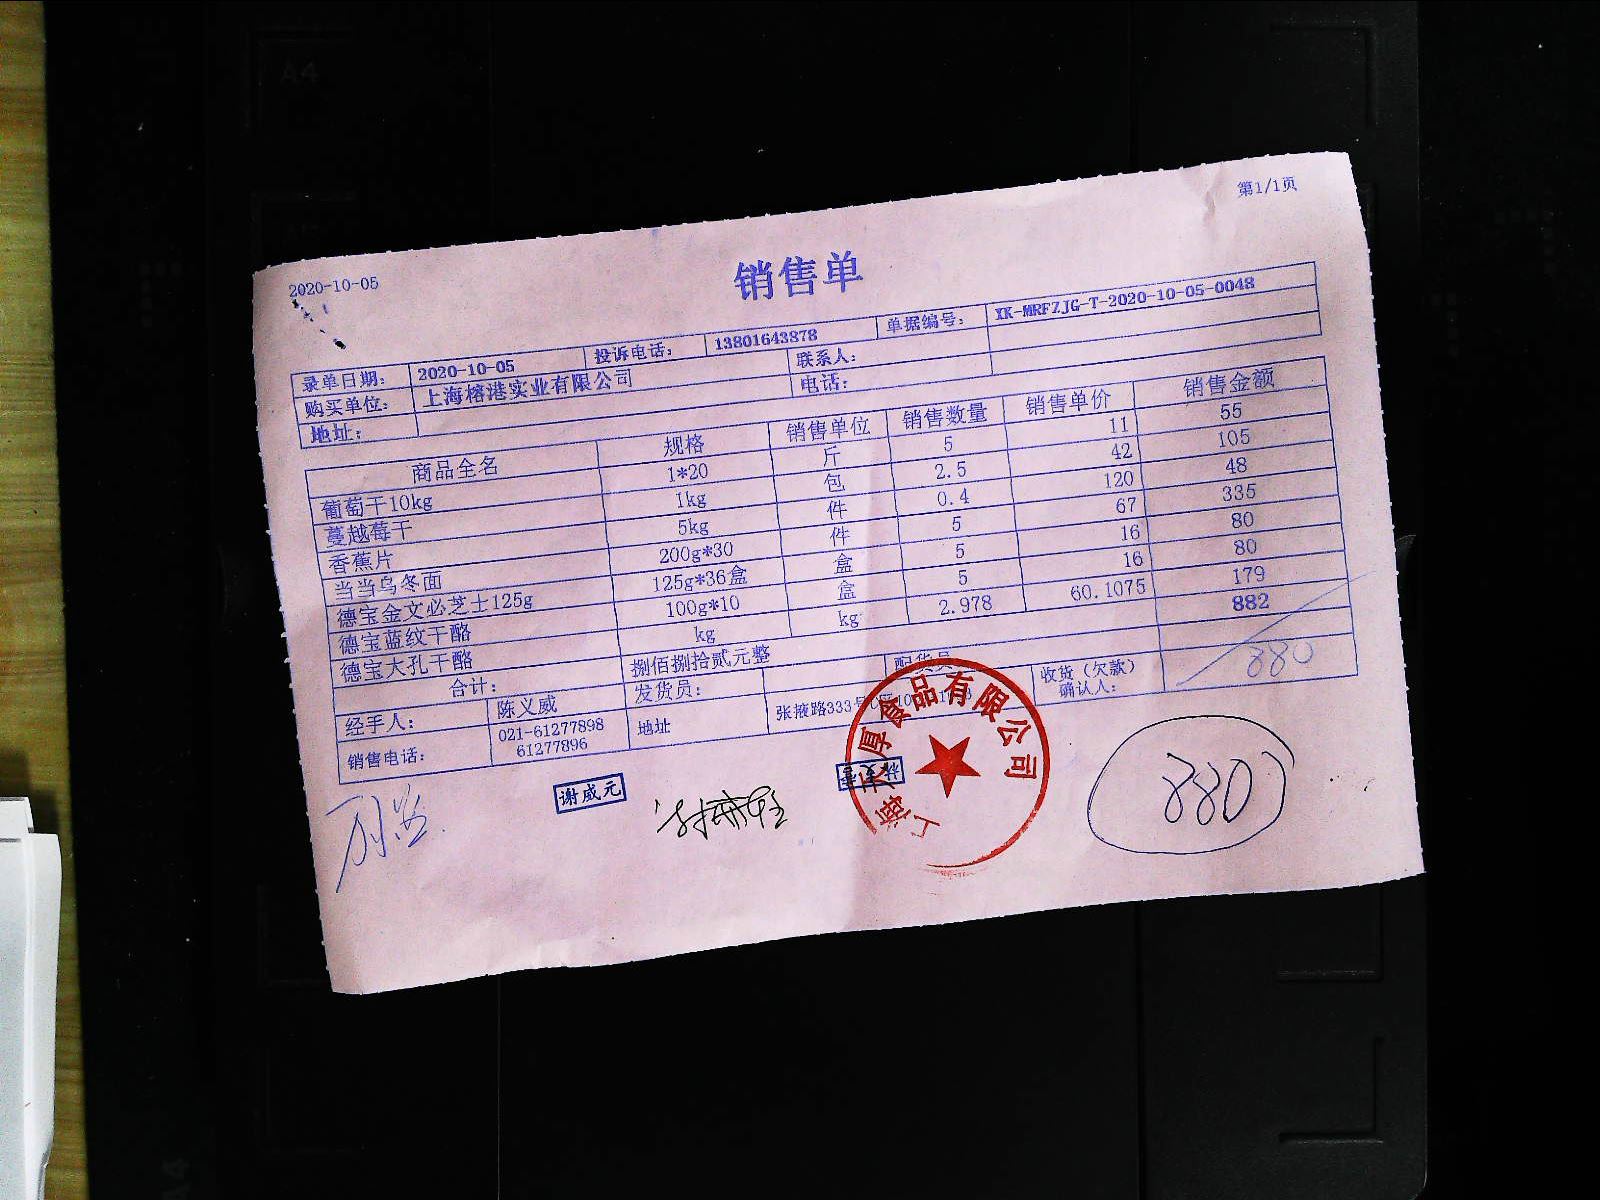 第1/1页
2020-10-05
销售单
录单日期: 2020-10-05 投诉电话: 13801643878 单据编号: XK-MRFZJG-T-2020-10-05-0048
购买单位: 上海榕港实业有限公司 联系人:
地址: 电话:
商品全名 规格 销售单位 销售数量 销售单价 销售金额
葡萄干10kg 1*20 斤 5 11 55
蔓越莓干 1kg 包 2.5 42 105
香蕉片 5kg 件 0.4 120 48
当当乌冬面 200g*30 件 5 67 335
德宝金文必芝士125g 125g*36盒 盒 5 16 80
德宝蓝纹干酪 100g*10 盒 5 16 80
德宝大孔干酪 kg kg 2.978 60.1075 179
合计: 捌佰捌拾贰元整 882
经手人: 陈义威 发货员: 配货员 收货（欠款）确认人: 880
销售电话: 021-61277898 61277896 地址 张掖路333号
谢威元
880
上海天厚食品有限公司